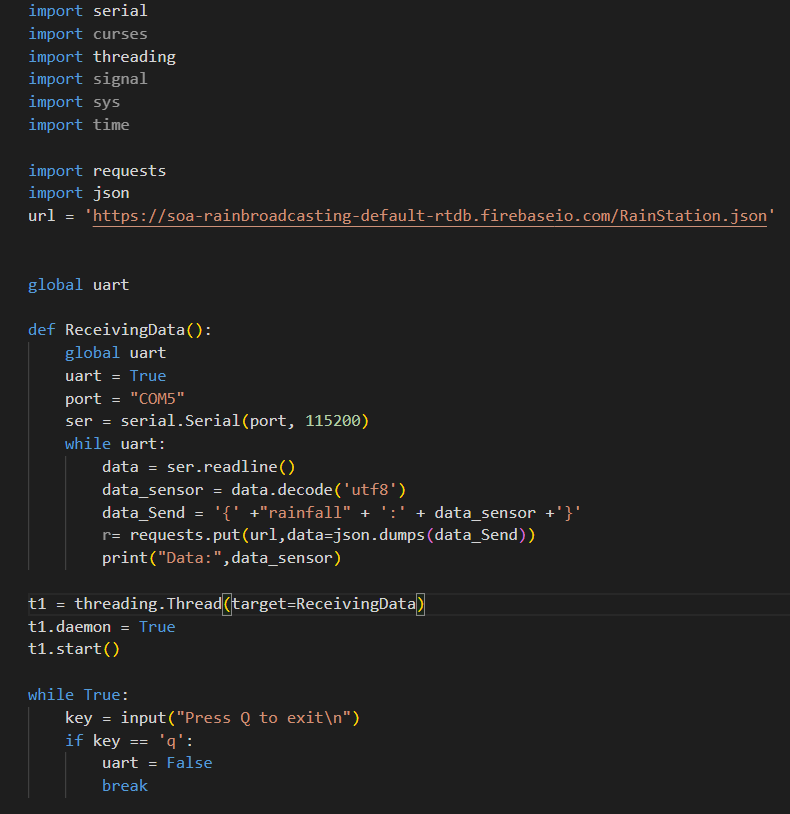 import serial
import curses
import threading
import signal
import sys
import time
import requests
import json
url = 'https://soa-rainbroadcasting-default-rtdb.firebaseio.com/RainStation.json'
global uart
def ReceivingData():
    global uart
    uart = True
    port = "COM5"
    ser = serial.Serial(port, 115200)
    while uart:
        data = ser.readline()
        data_sensor = data.decode('utf8')
        data_Send = '{' +"rainfall" + ':' + data_sensor +'}'
        r= requests.put(url,data=json.dumps(data_Send))
        print("Data:",data_sensor)
t1 = threading.Thread(target=ReceivingData)
t1.daemon = True
t1.start()
while True:
    key = input("Press Q to exit\n")
    if key == 'q':
        uart = False
        break